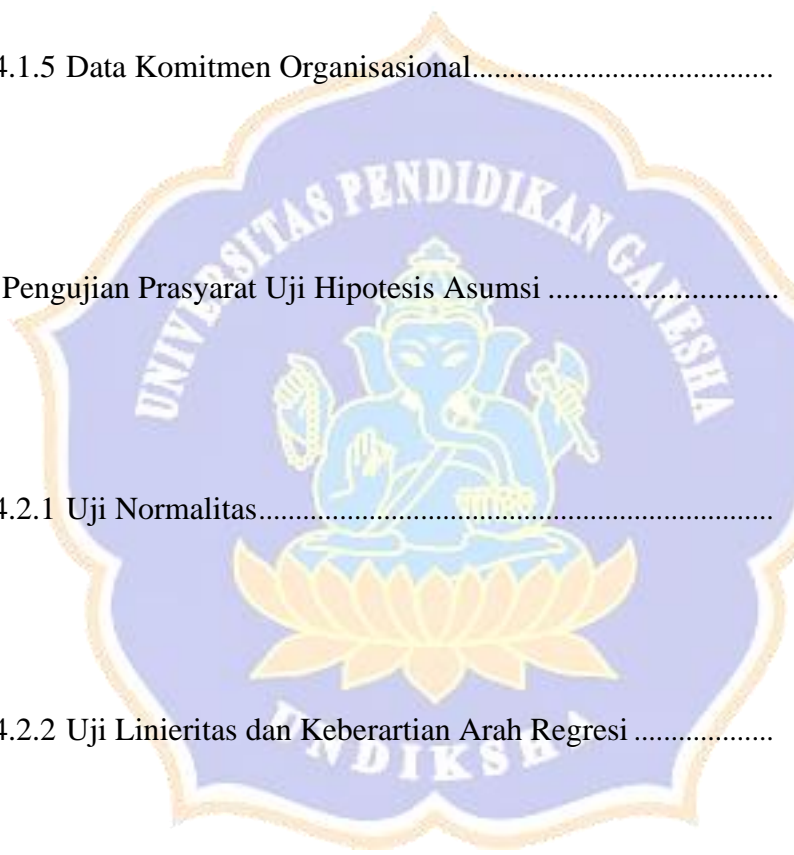 4.1.5 Data Komitmen Organisasional........................................
UNIVERSITAS PENDIDIKAN GANESHA
Pengujian Prasyarat Uji Hipotesis Asumsi ............................
4.2.1 Uji Normalitas.....................................................................
4.2.2 Uji Linieritas dan Keberartian Arah Regresi ...................
UNDIKSHA